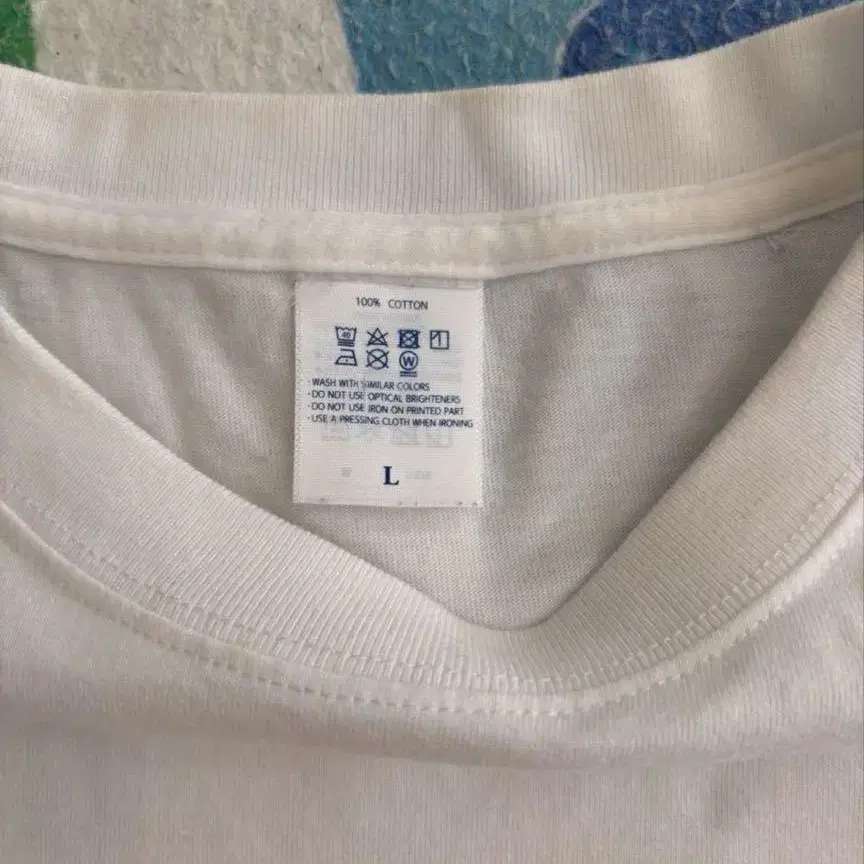 100% COTTON
40
W
· WASH WITH SIMILAR COLORS
· DO NOT USE OPTICAL BRIGHTENERS
· DO NOT USE IRON ON PRINTED PART
· USE A PRESSING CLOTH WHEN IRONING
L